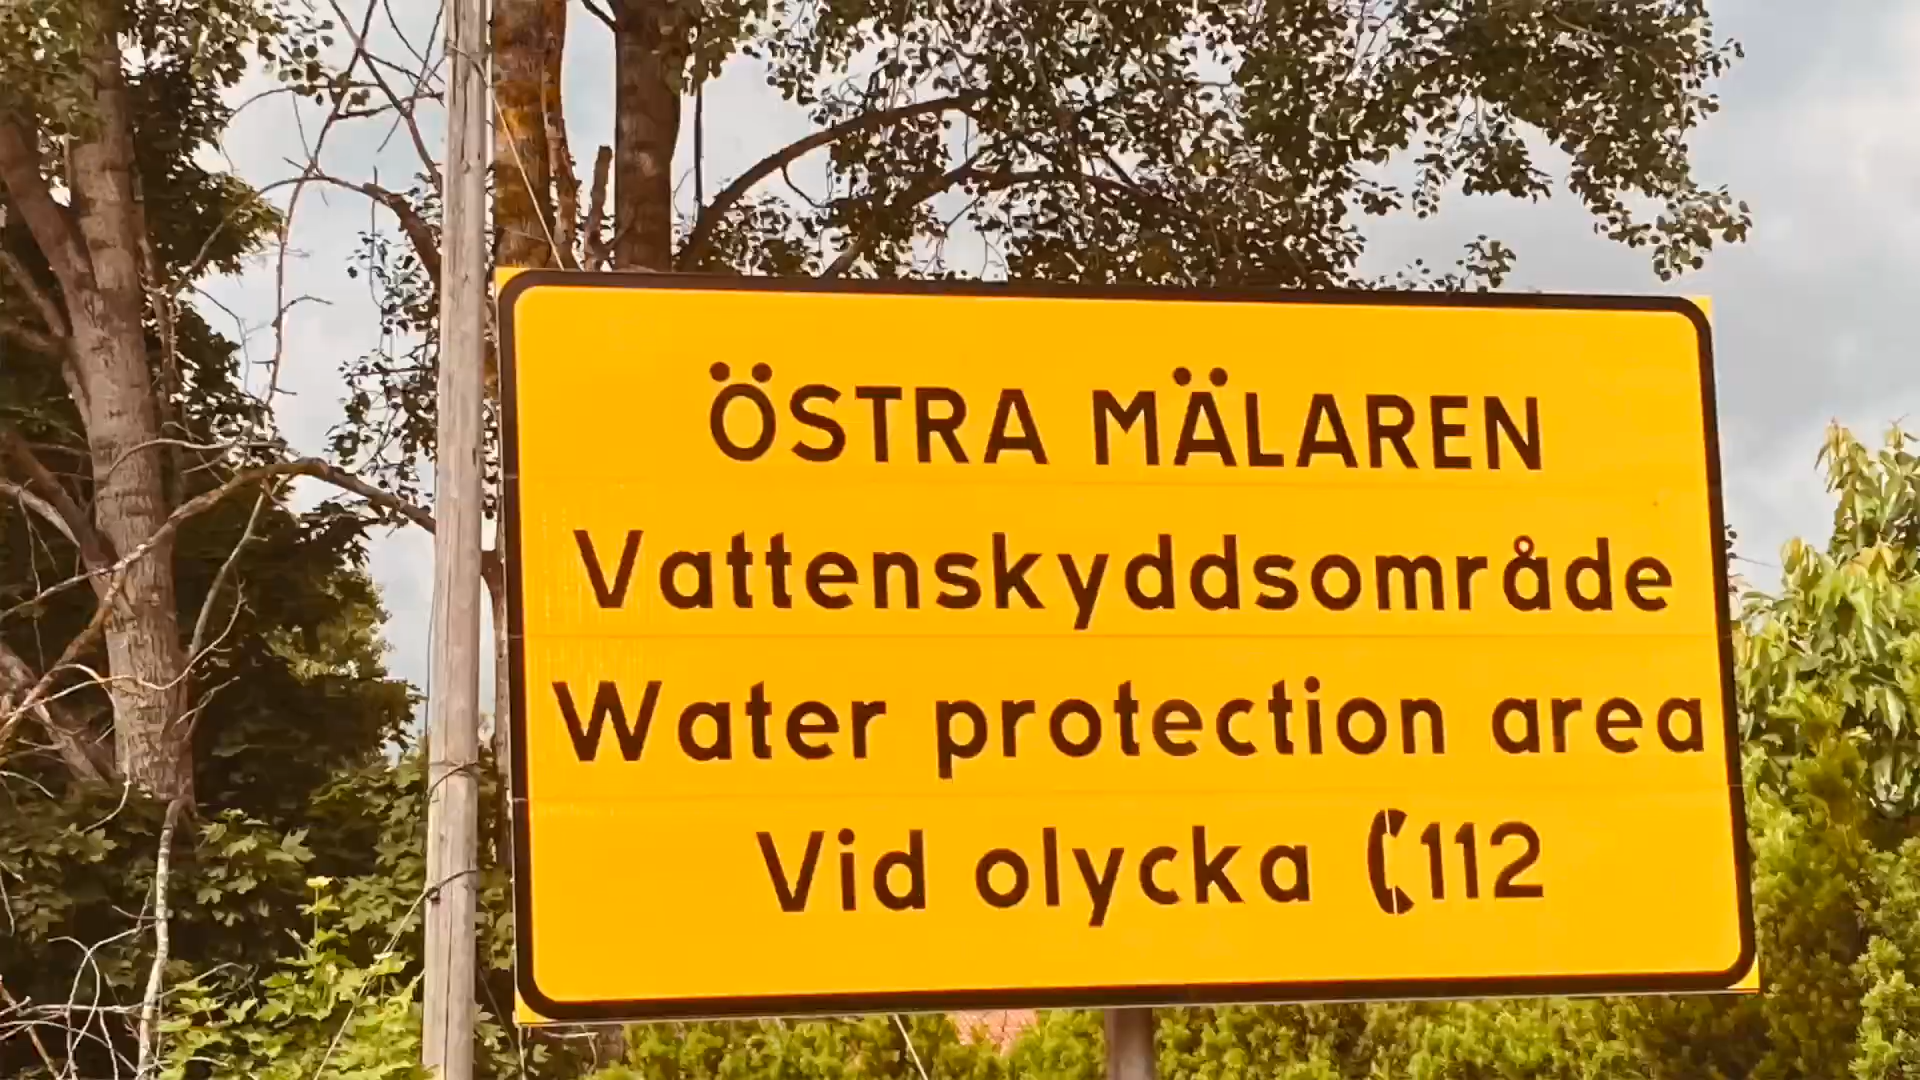 ÖSTRA MÄLAREN
Vattenskyddsområde
Water protection area
Vid olycka 112